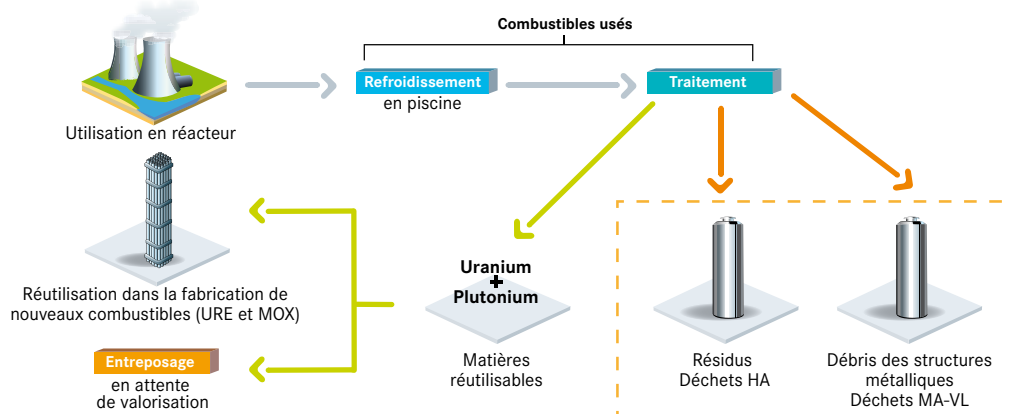 Combustibles usés
Refroidissement
en piscine
Traitement
Utilisation en réacteur
Uranium
+
Plutonium
Réutilisation dans la fabrication de
nouveaux combustibles (URE et MOX)
Entreposage
en attente
de valorisation
Matières
réutilisables
Résidus
Déchets HA
Débris des structures
métalliques
Déchets MA-VL